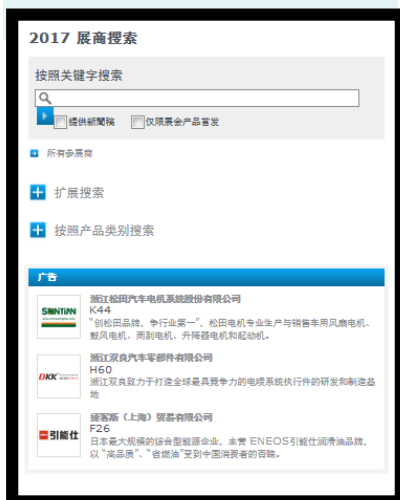 2017 展商搜索
按照关键字搜索
提供新聞稿 仅限展会产品首发
所有参展商
扩展搜索
按照产品类别搜索
广告
浙江松田汽车电机系统股份有限公司
K44
“创松田品牌，争行业第一”，松田电机专业生产与销售车用风扇电机、
鼓风电机、雨刮电机、升降器电机和起动机。
浙江双良汽车零部件有限公司
H60
浙江双良致力于打造全球最具竞争力的电喷系统执行件的研发和制造基
地
（上海）贸易有限公司
F26
日本最大规模的综合型能源企业，主营 ENEOS引能仕润滑油品牌，
以“高品质”、“省燃油”受到中国消费者的百睐。
SONTIAN
DKK
引能仕